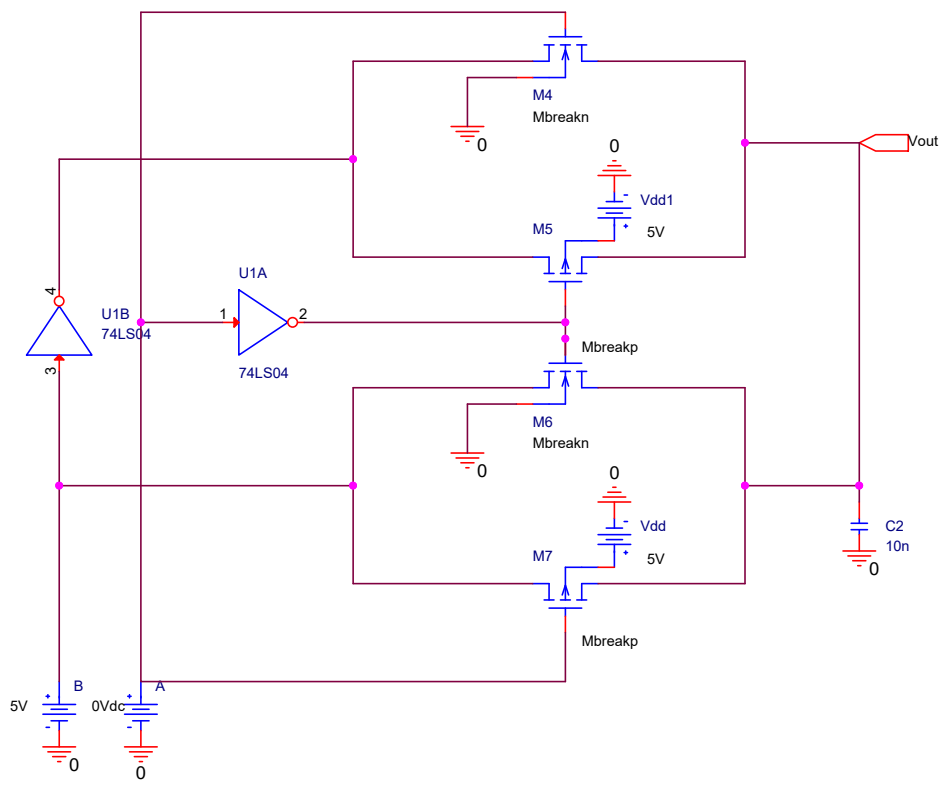 M4
Mbreakn
0
Vout
0
Vdd1
5V
M5
U1A
4
U1B
74LS04
1
2
3
74LS04
Mbreakp
M6
Mbreakn
0
0
Vdd
5V
M7
C2
10n
0
Mbreakp
B
A
5V
0Vdc
0
0